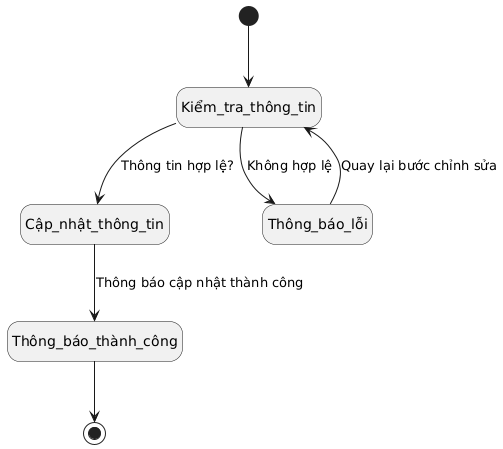 Kiểm_tra_thông_tin
Thông tin hợp lệ?
Không hợp lệ
Quay lại bước chỉnh sửa
Cập_nhật_thông_tin
Thông_báo_lỗi
Thông báo cập nhật thành công
Thông_báo_thành_công